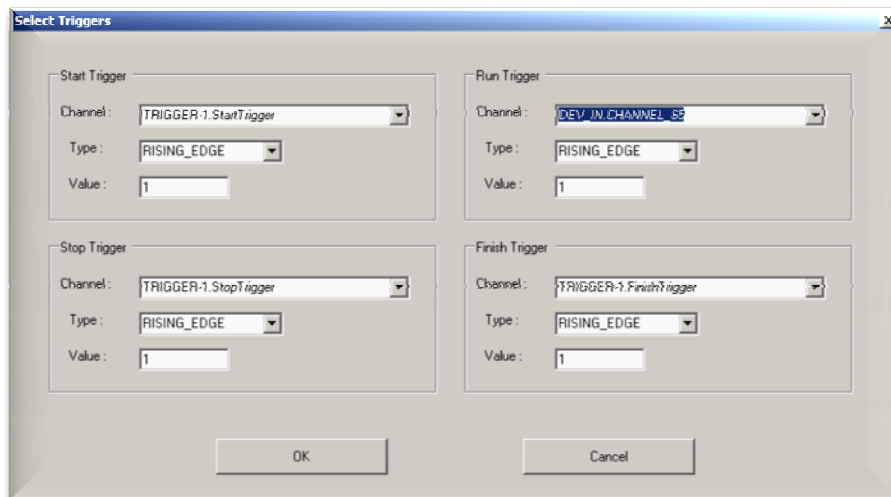 Select Triggers
Start Trigger
Channel :
TRIGGER-1.StartTrigger
Type :
RISING_EDGE
Value :
1
Run Trigger
Channel :
DEV_IN.CHANNEL_65
Type :
RISING_EDGE
Value :
1
Stop Trigger
Channel :
TRIGGER-1.StopTrigger
Type :
RISING_EDGE
Value :
1
Finish Trigger
Channel :
TRIGGER-1.FinishTrigger
Type :
RISING_EDGE
Value :
1
OK
Cancel